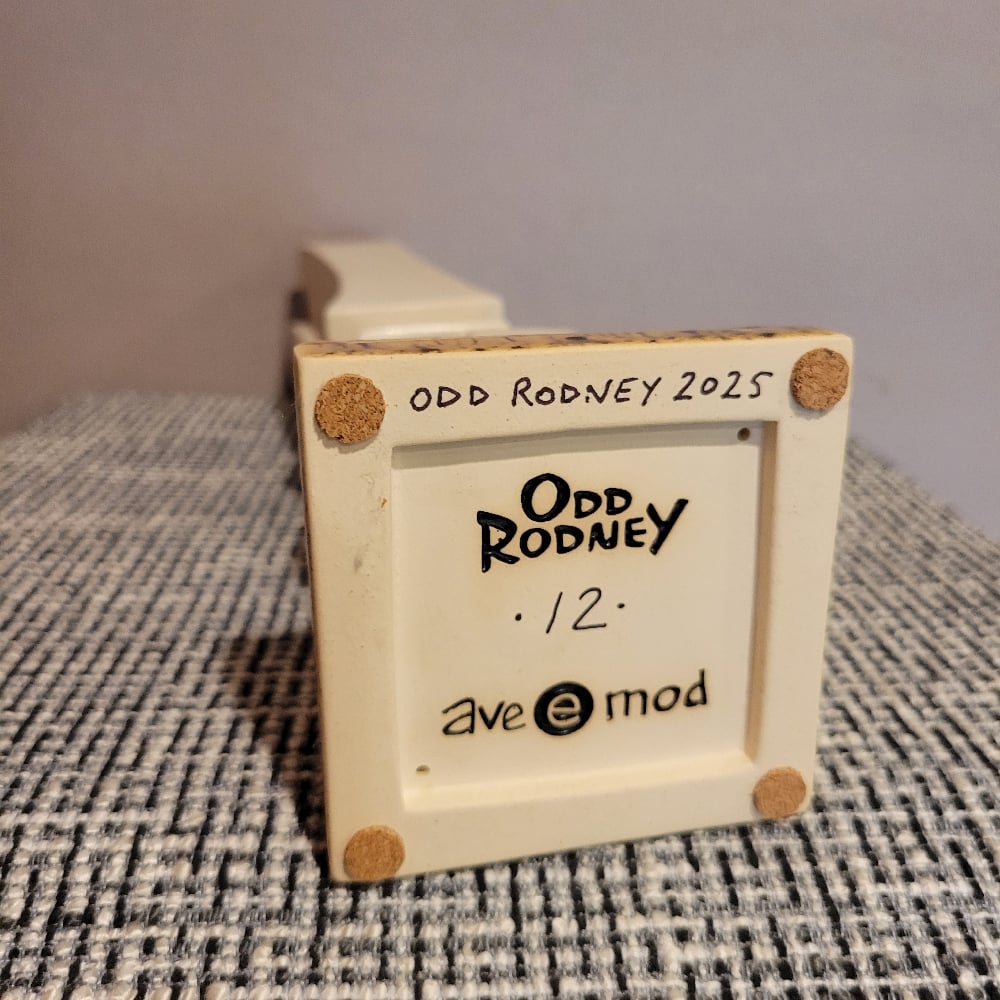 ODD RODNEY 2025
ODD
RODNEY
·12·
ave e mod